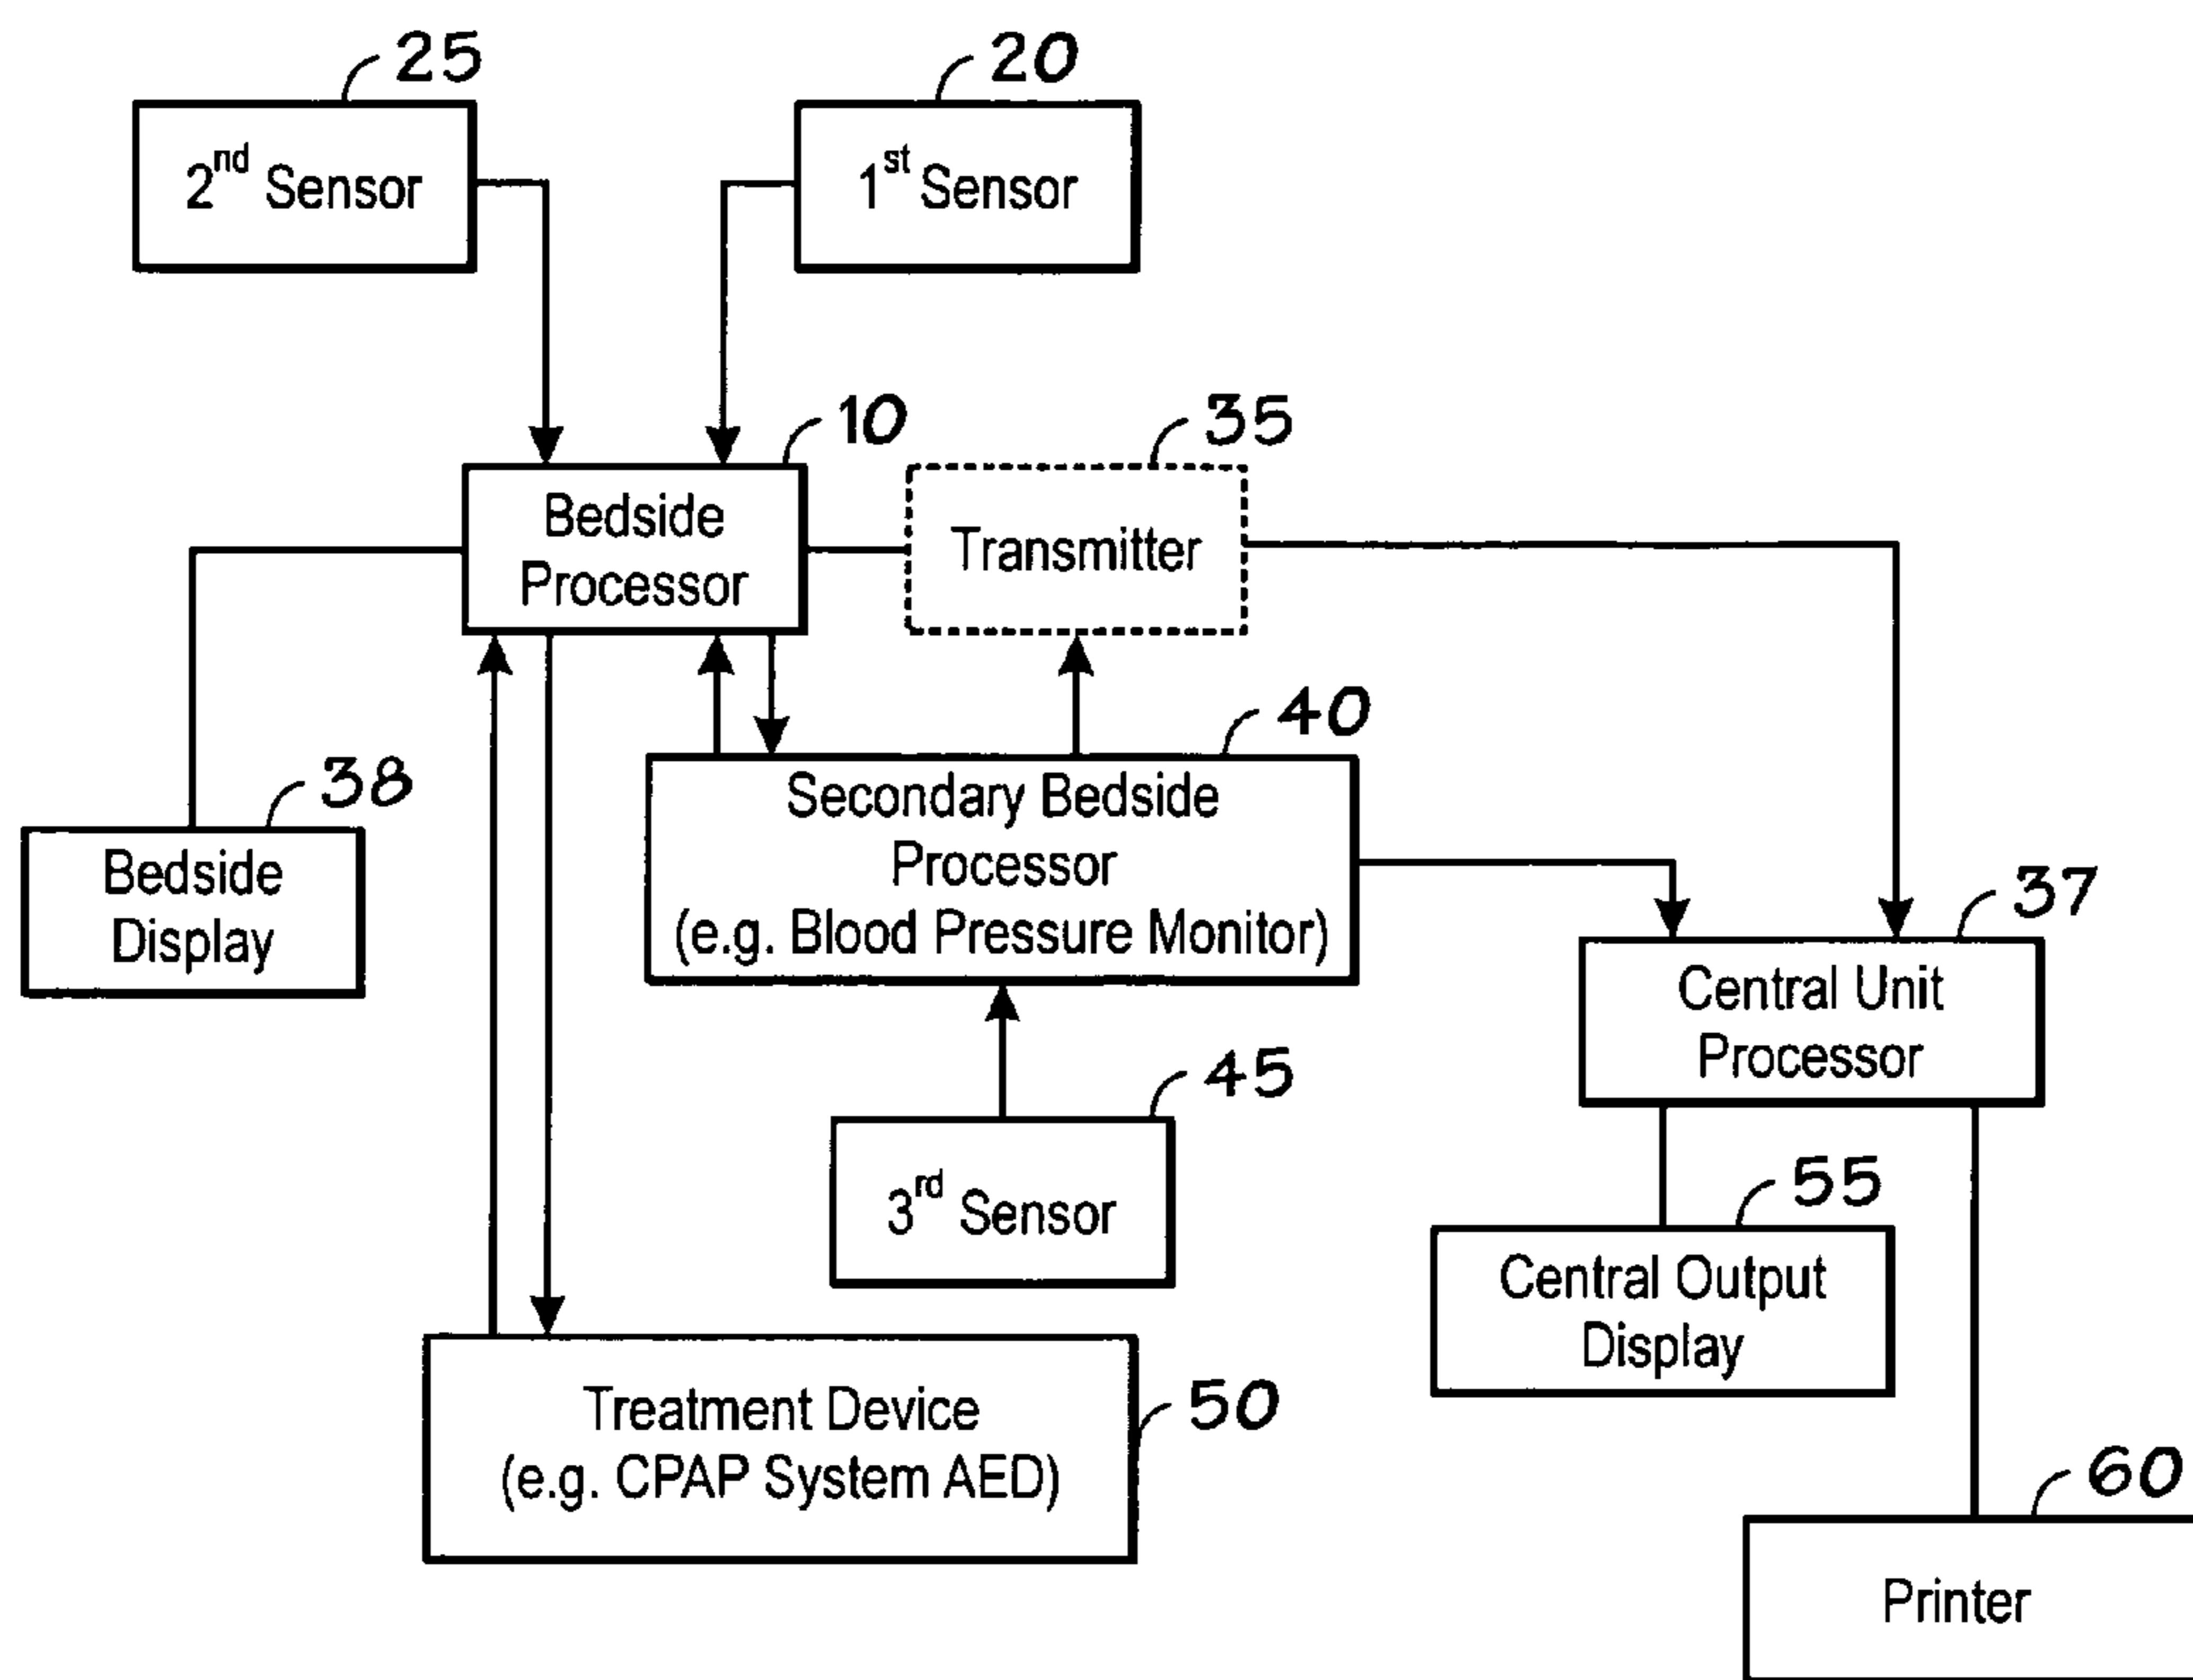 25
20
2nd Sensor
1st Sensor
10
35
Bedside
Processor
Transmitter
40
38
Secondary Bedside
Processor
(e.g. Blood Pressure Monitor)
Bedside
Display
37
Central Unit
Processor
45
3rd Sensor
55
Central Output
Display
50
Treatment Device
(e.g. CPAP System AED)
60
Printer